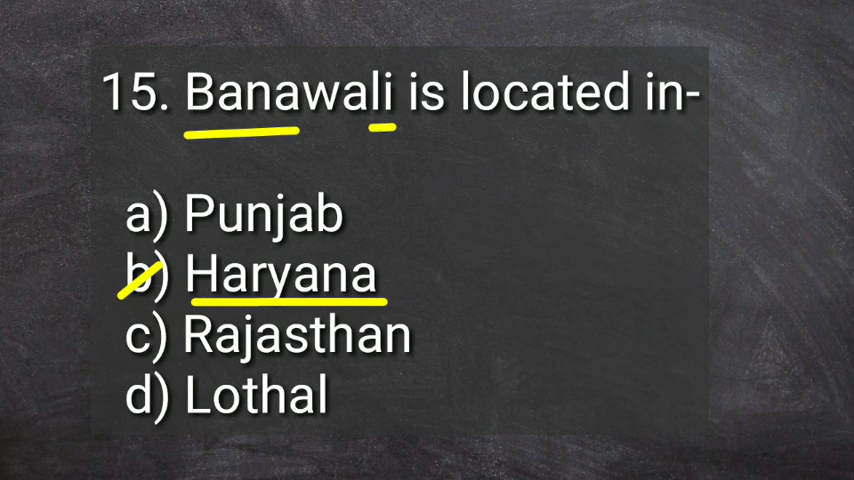 15. Banawali is located in-
a) Punjab
b) Haryana
c) Rajasthan
d) Lothal